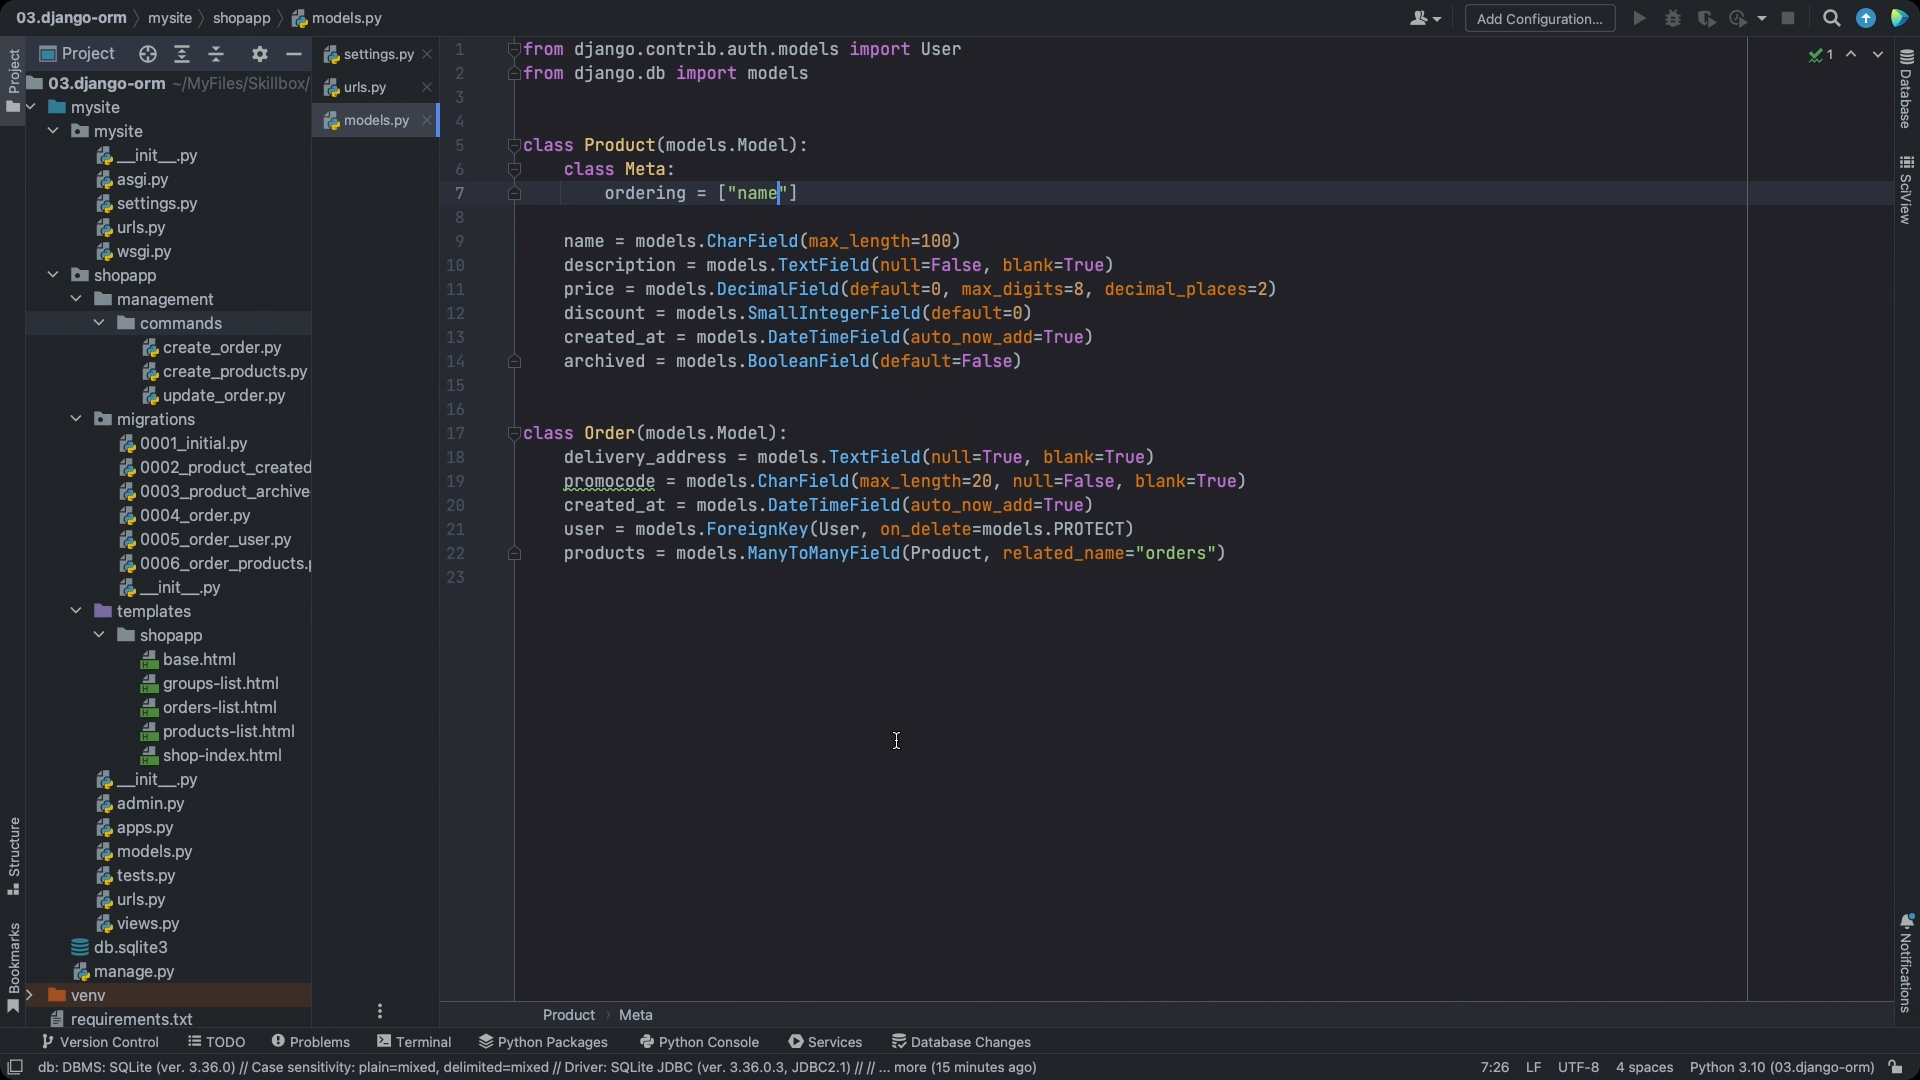 03.django-orm mysite shopapp models.py
Add Configuration...
Project
03.django-orm ~/MyFiles/Skillbox/
mysite
mysite
__init__.py
asgi.py
settings.py
urls.py
wsgi.py
shopapp
management
commands
create_order.py
create_products.py
update_order.py
migrations
0001_initial.py
0002_product_created
0003_product_archive
0004_order.py
0005_order_user.py
0006_order_products.p
__init__.py
templates
shopapp
base.html
groups-list.html
orders-list.html
products-list.html
shop-index.html
__init__.py
admin.py
apps.py
models.py
tests.py
urls.py
views.py
db.sqlite3
manage.py
venv
requirements.txt
Project
Structure
Bookmarks
settings.py
urls.py
models.py
1 from django.contrib.auth.models import User
2 from django.db import models
3
4
5 class Product(models.Model):
6     class Meta:
7         ordering = ["name"]
8
9     name = models.CharField(max_length=100)
10     description = models.TextField(null=False, blank=True)
11     price = models.DecimalField(default=0, max_digits=8, decimal_places=2)
12     discount = models.SmallIntegerField(default=0)
13     created_at = models.DateTimeField(auto_now_add=True)
14     archived = models.BooleanField(default=False)
15
16
17 class Order(models.Model):
18     delivery_address = models.TextField(null=True, blank=True)
19     promocode = models.CharField(max_length=20, null=False, blank=True)
20     created_at = models.DateTimeField(auto_now_add=True)
21     user = models.ForeignKey(User, on_delete=models.PROTECT)
22     products = models.ManyToManyField(Product, related_name="orders")
23
1
Database
SciView
Notifications
Product Meta
Version Control TODO Problems Terminal Python Packages Python Console Services Database Changes
db: DBMS: SQLite (ver. 3.36.0) // Case sensitivity: plain=mixed, delimited=mixed // Driver: SQLite JDBC (ver. 3.36.0.3, JDBC2.1) // // ... more (15 minutes ago) 7:26 LF UTF-8 4 spaces Python 3.10 (03.django-orm)